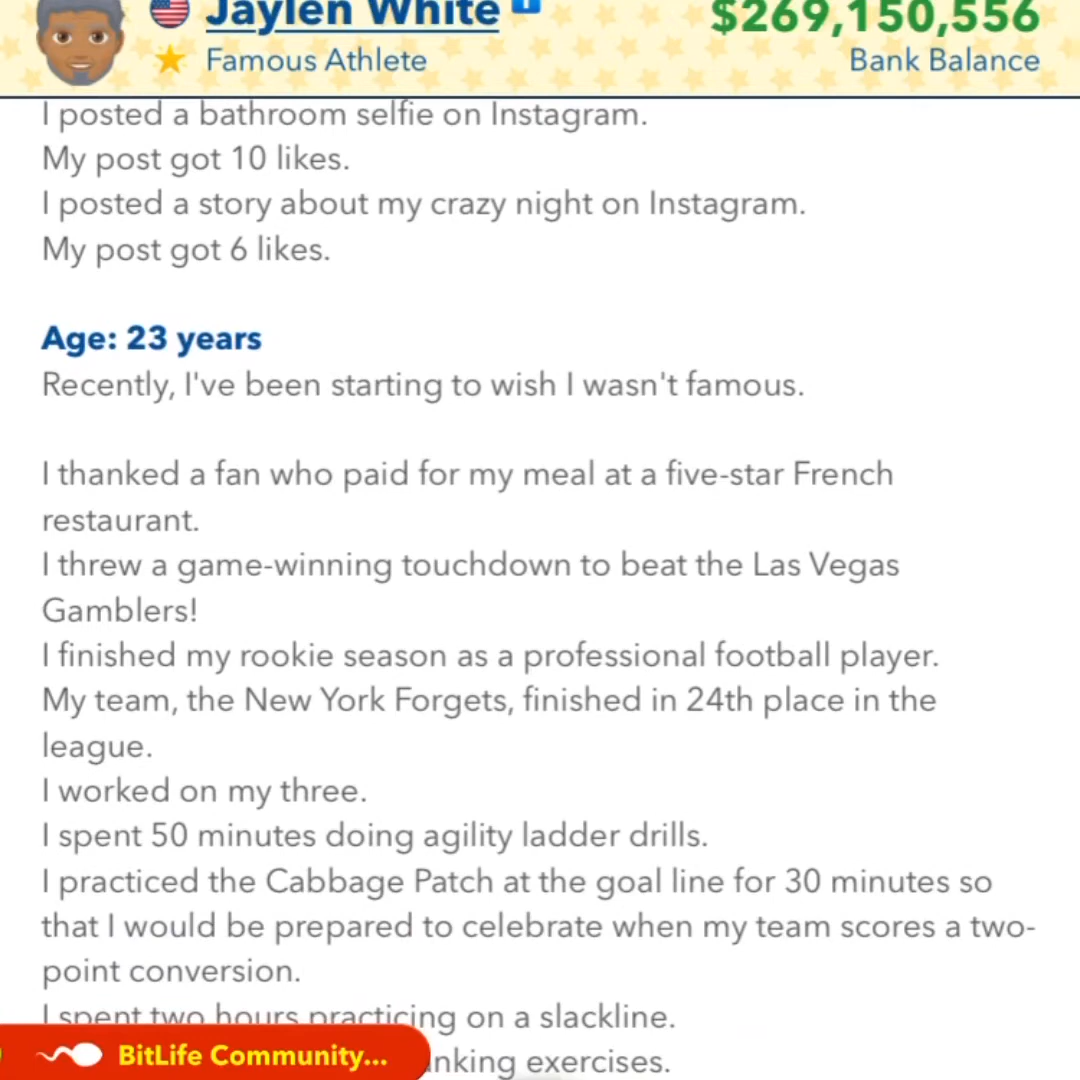 Jaylen White
$269,150,556
Famous Athlete
Bank Balance
I posted a bathroom selfie on Instagram.
My post got 10 likes.
I posted a story about my crazy night on Instagram.
My post got 6 likes.
Age: 23 years
Recently, I've been starting to wish I wasn't famous.
I thanked a fan who paid for my meal at a five-star French
restaurant.
I threw a game-winning touchdown to beat the Las Vegas
Gamblers!
I finished my rookie season as a professional football player.
My team, the New York Forgets, finished in 24th place in the
league.
I worked on my three.
I spent 50 minutes doing agility ladder drills.
I practiced the Cabbage Patch at the goal line for 30 minutes so
that I would be prepared to celebrate when my team scores a two-
point conversion.
I spent two hours practicing on a slackline.
BitLife Community...
exercises.